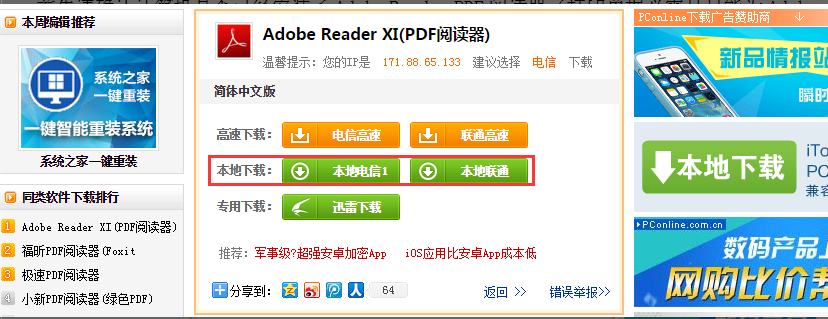 本周编辑推荐
系统之家
一键重装
一键智能重装系统
系统之家一键重装
同类软件下载排行
1 Adobe Reader XI(PDF阅读器)
2 福昕PDF阅读器(Foxit
3 极速PDF阅读器
4 小新PDF阅读器(绿色PDF)
Adobe Reader XI(PDF阅读器)
温馨提示：您的IP是 171.88.65.133 建议选择 电信 下载
简体中文版
高速下载： 电信高速 联通高速
本地下载： 本地电信1 本地联通
专用下载： 迅雷下载
推荐： 军事级?超强安卓加密App iOS应用比安卓App成本低
分享到： 64 返回 >> 错误举报>>
PConline下载广告赞助商
新品情报站
瞬时
本地下载
iTo
PC
兼容
PConline.com.cn
数码产品上
网购比价帮